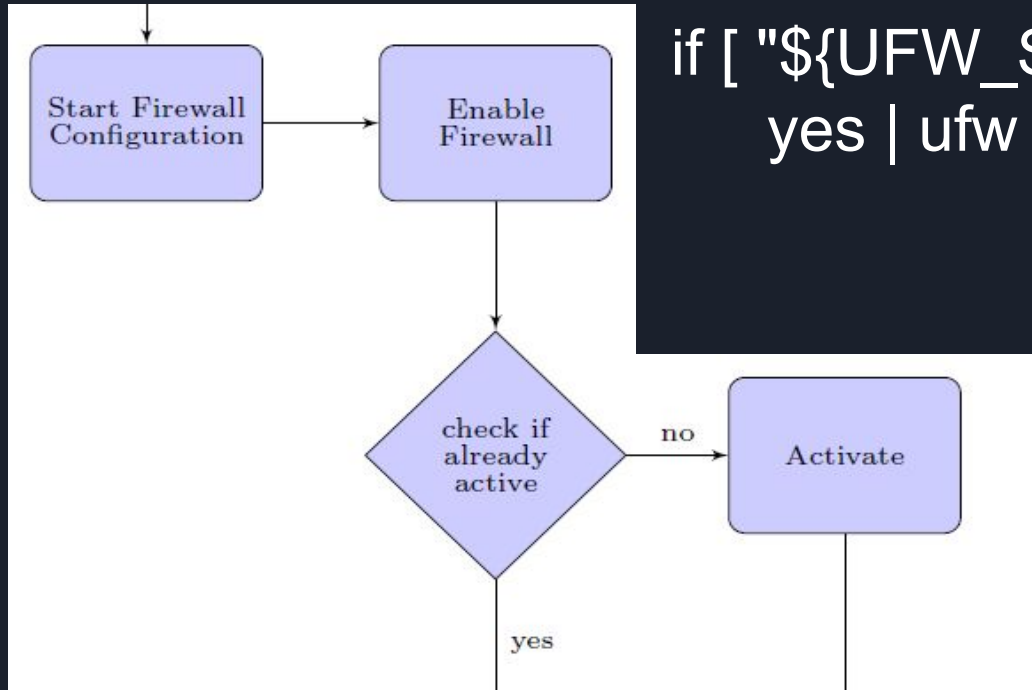 if [ "${UFW_
yes | ufw
Start Firewall
Configuration
Enable
Firewall
check if
already
active
no
Activate
yes